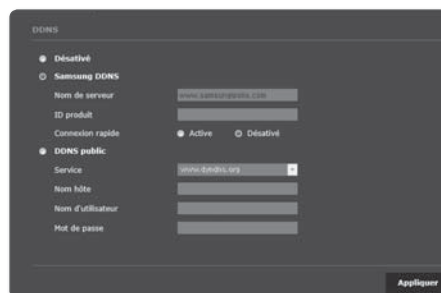 DDNS
Désativé
Samsung DDNS
Nom de serveur www.samsungipolis.com
ID produit
Connexion rapide Active Désativé
DDNS public
Service www.dyndns.org
Nom hôte
Nom d'utilisateur
Mot de passe
Appliquer